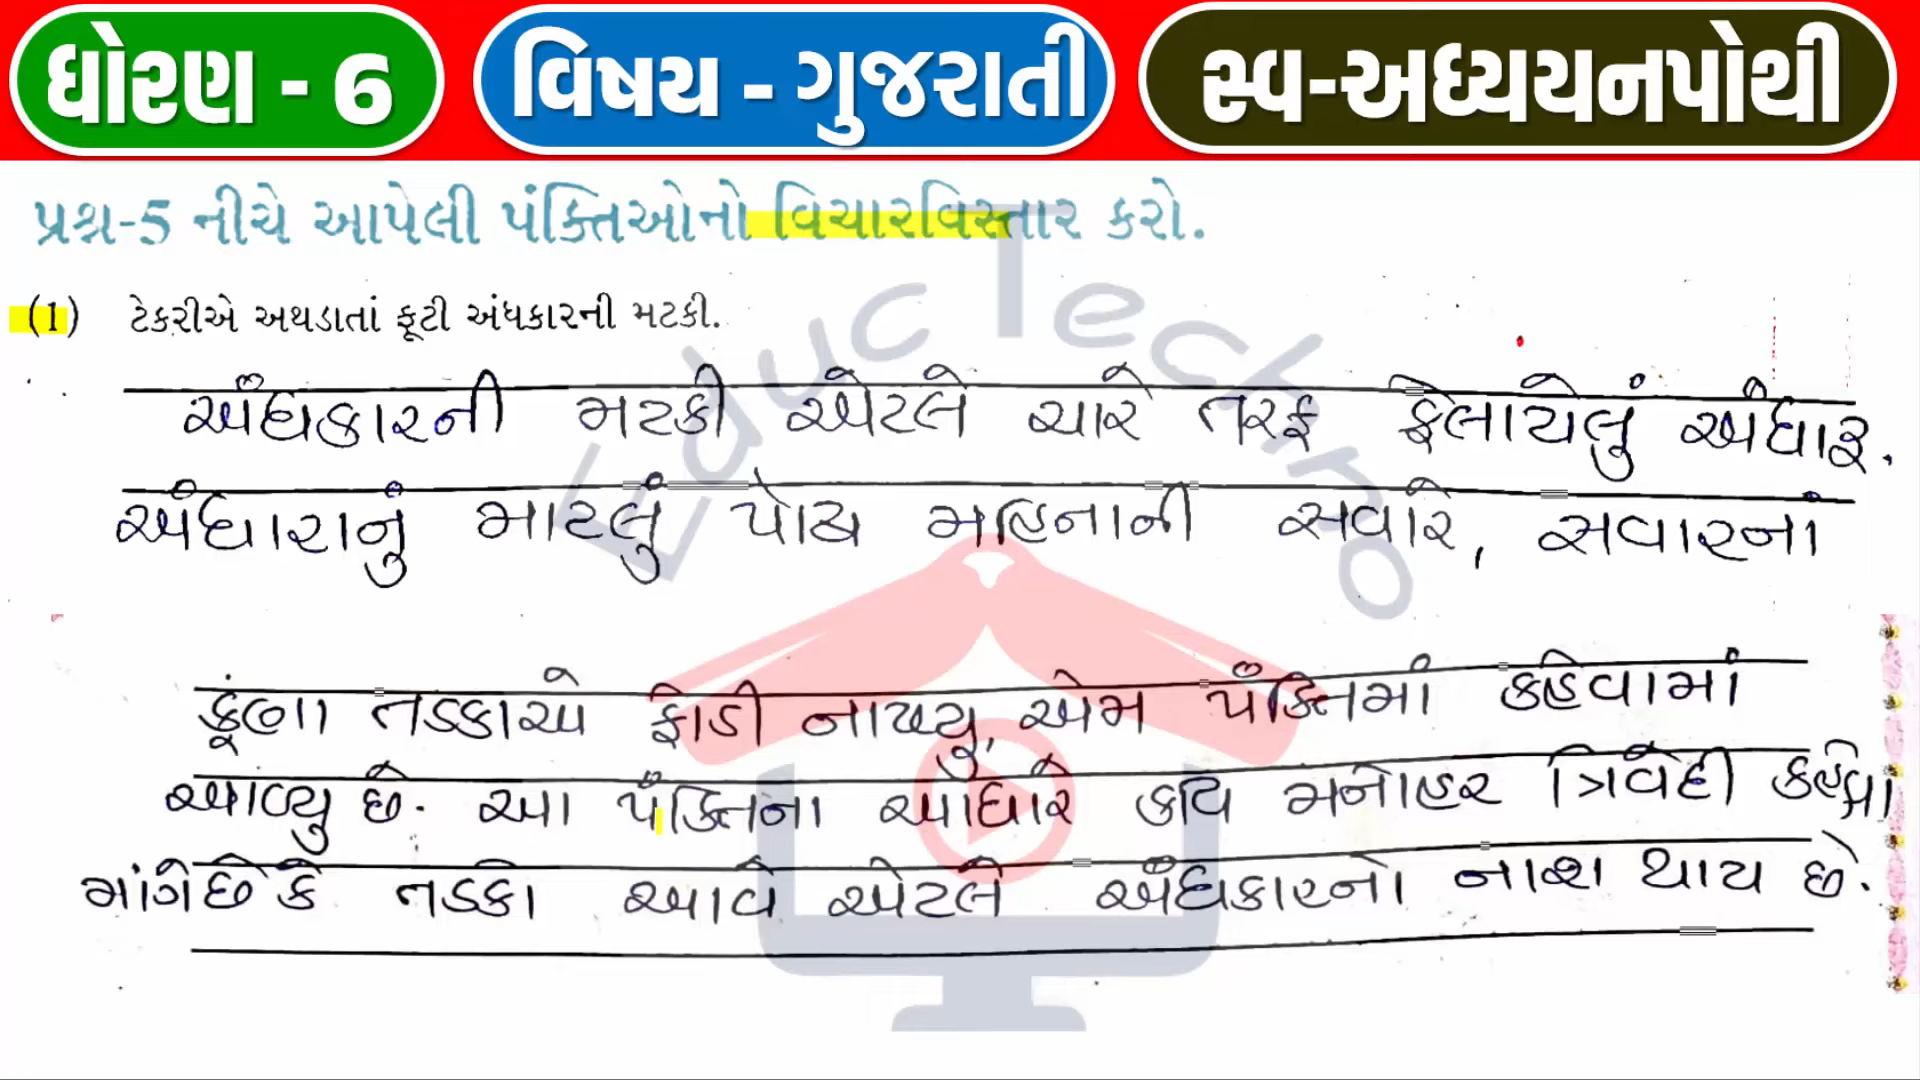 ધોરણ - 6 વિષય - ગુજરાતી સ્વ-અધ્યયનપોથી
પ્રશ્ન-5 નીચે આપેલી પંક્તિઓનો વિચારવિસ્તાર કરો.
(1) ટેકરીએ અથડાતાં ફૂટી અંધકારની મટકી.
અંધકારની મટકી એટલે ચારે તરફ ફેલાયેલું અંધારૂ.
અંધારાનું માટલું પોષ મહિનાની સવારે, સવારનાં
કૂંણા તડકાએ ફોડી નાખ્યુ, એમ પંક્તિમાં કહેવામાં
આવ્યુ છે. આ પંક્તિના આધારે કવિ મનોહર ત્રિવેદી કહેવા
માંગે છે કે તડકો આવે એટલે અંધકારનો નાશ થાય છે.
Educ Techno